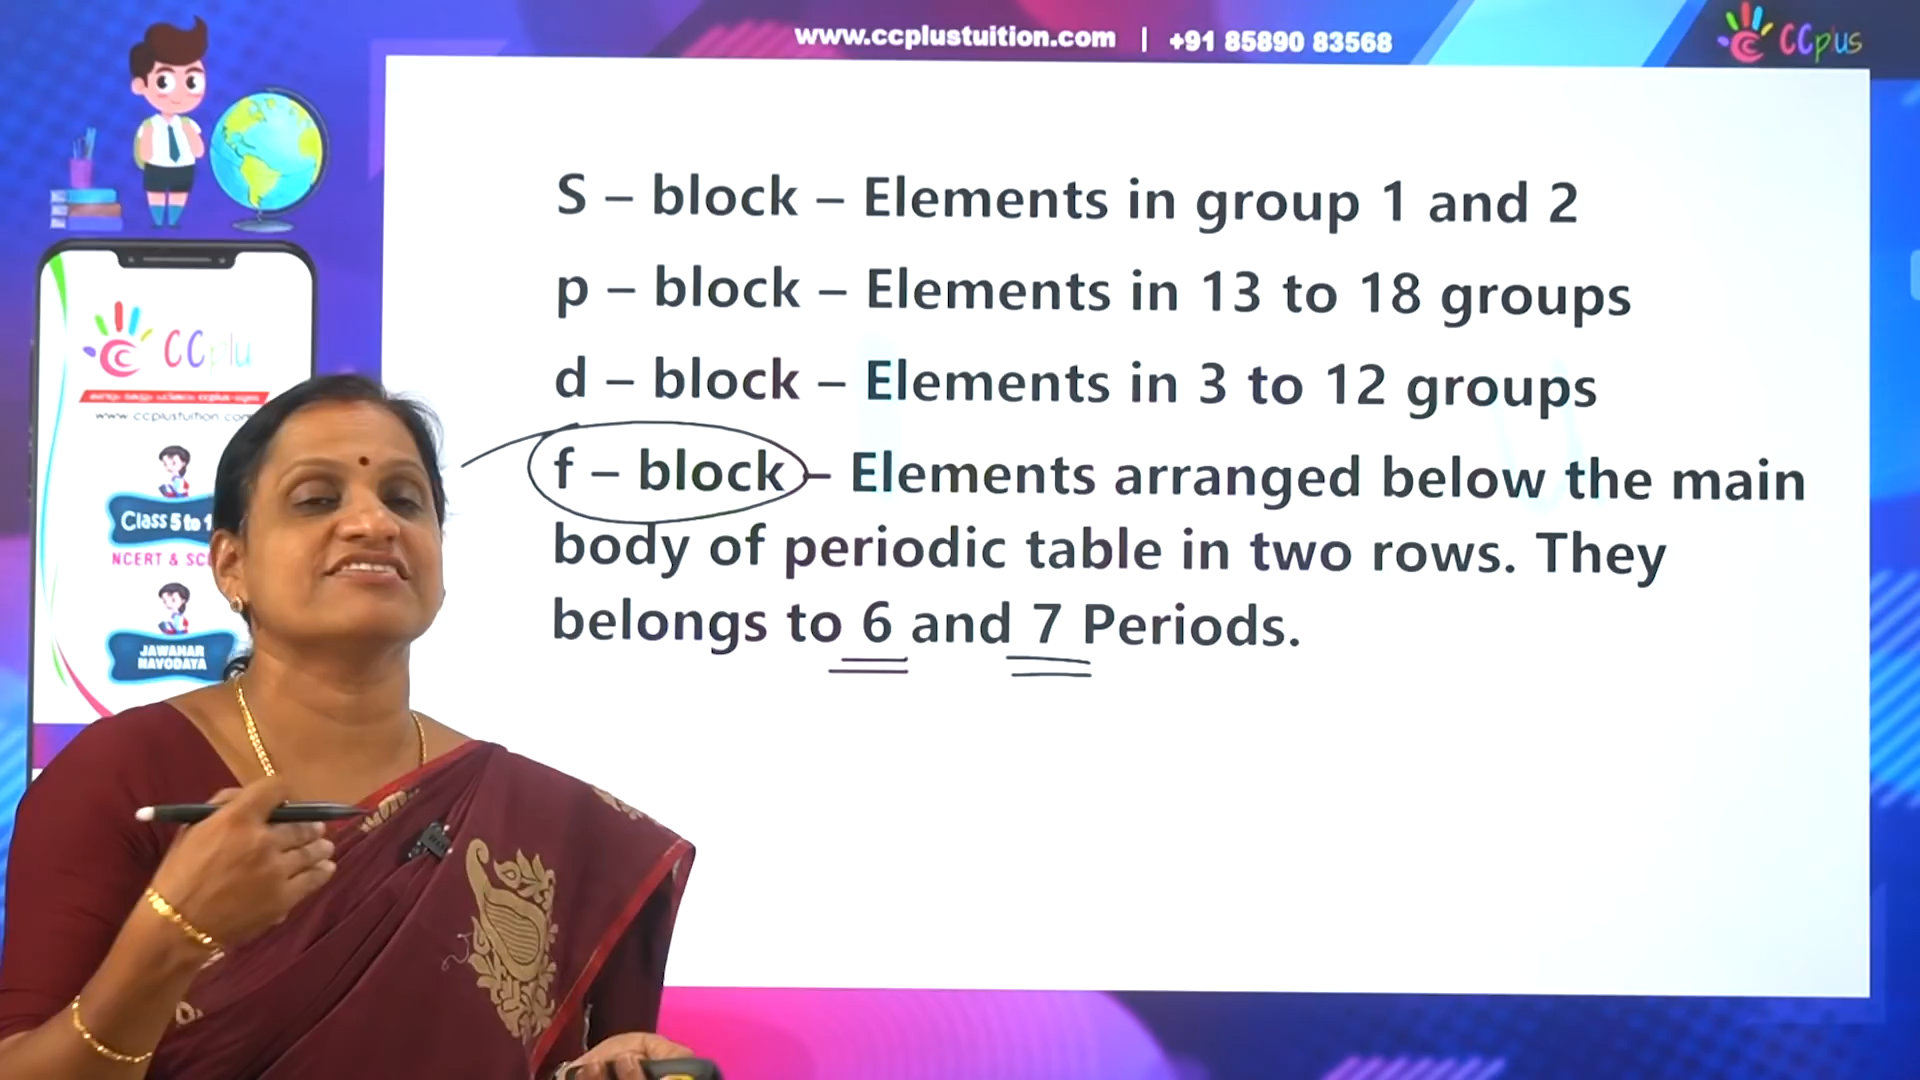 www.ccplustuition.com | +91 85890 83568
CCplus
S – block – Elements in group 1 and 2
p – block – Elements in 13 to 18 groups
d – block – Elements in 3 to 12 groups
f – block – Elements arranged below the main
body of periodic table in two rows. They
belongs to 6 and 7 Periods.
CCplu
www.ccplustuition.com
Class 5 to 1
NCERT & SC
JAWAHAR
NAVODAYA